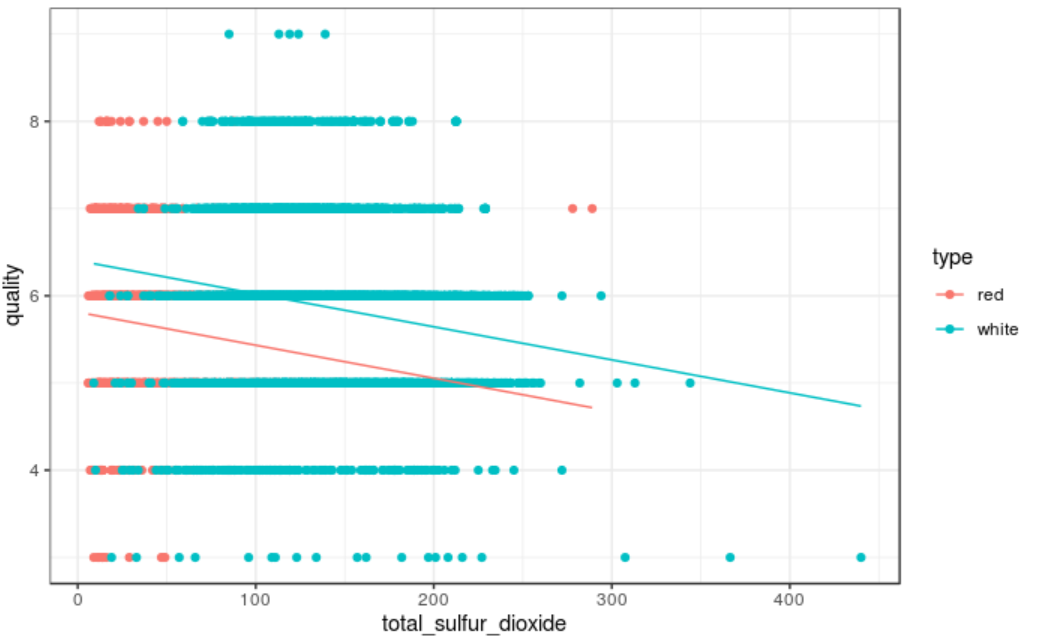 8
6
4
quality
0 100 200 300 400
total_sulfur_dioxide
type
red
white